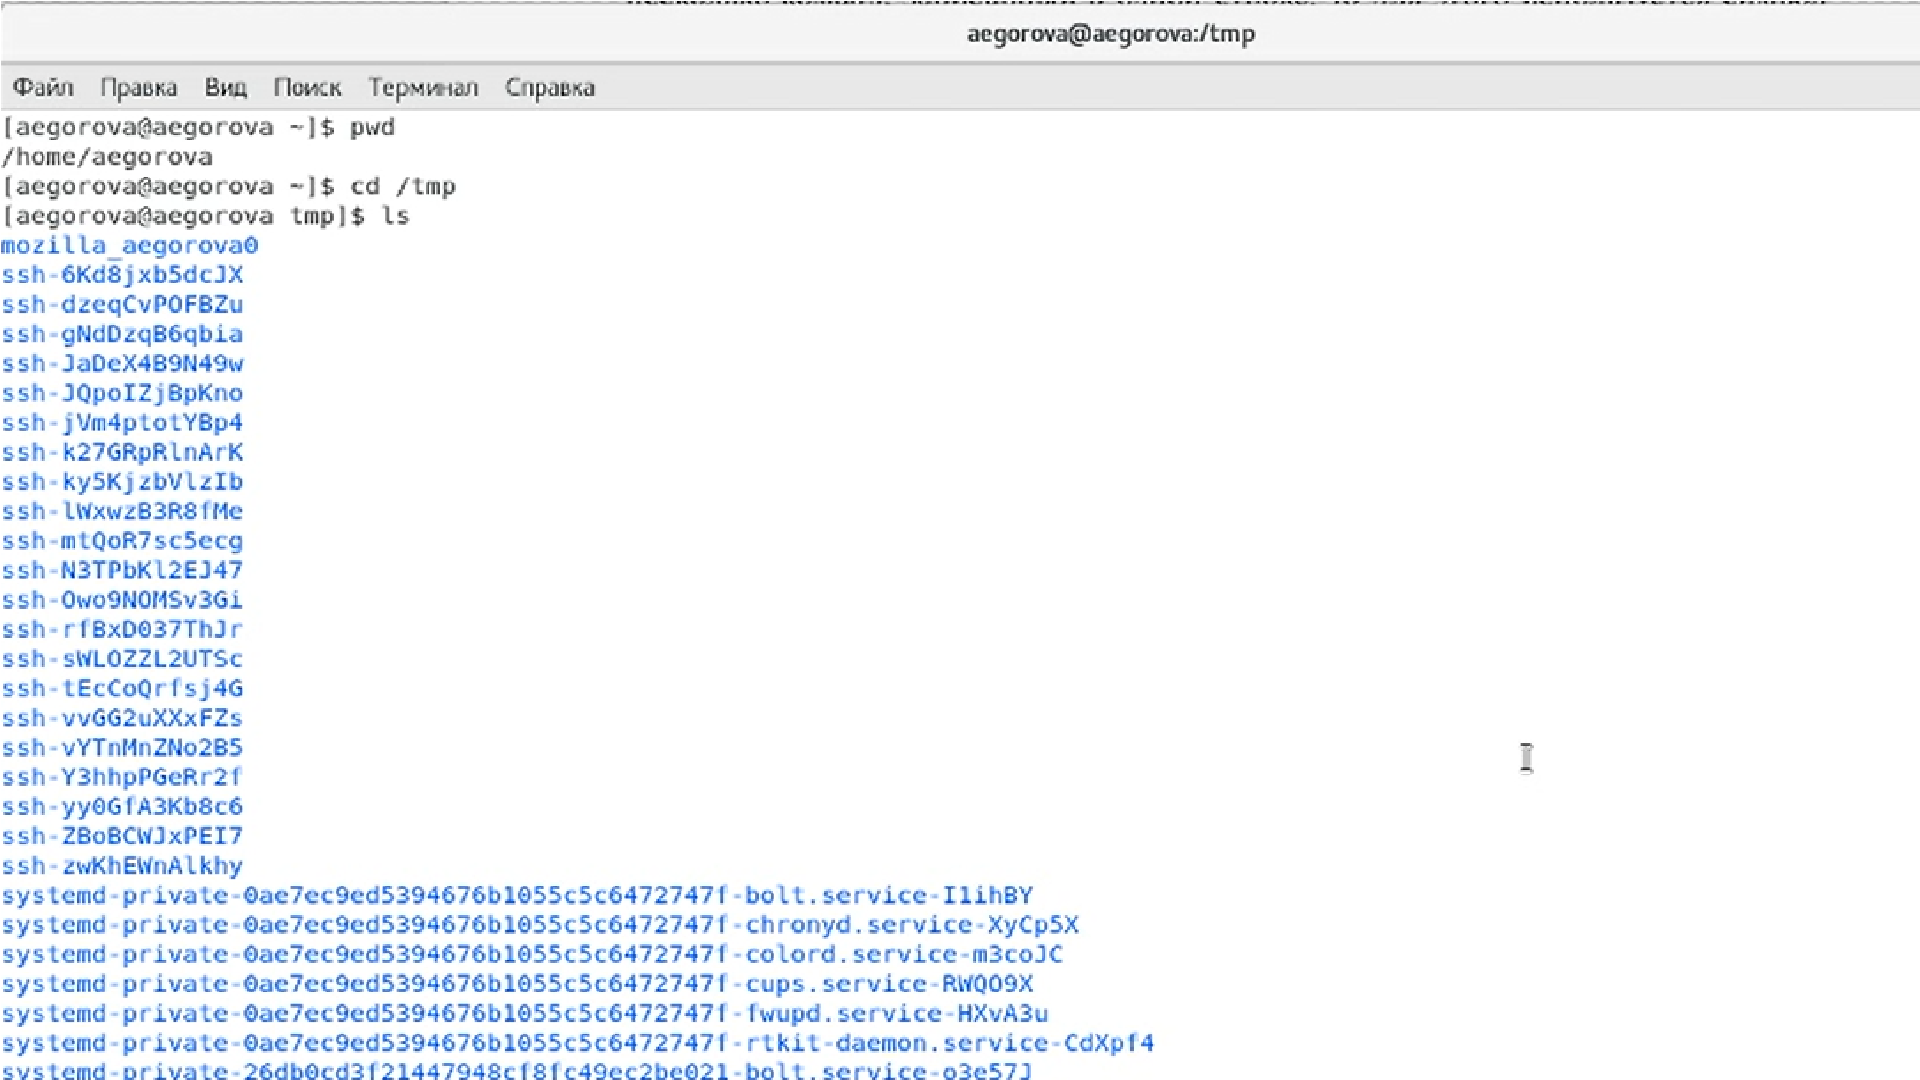 aegorova@aegorova:/tmp
Файл Правка Вид Поиск Терминал Справка
[aegorova@aegorova ~]$ pwd
/home/aegorova
[aegorova@aegorova ~]$ cd /tmp
[aegorova@aegorova tmp]$ ls
mozilla_aegorova0
ssh-6Kd8jxb5dcJX
ssh-dzeqCvPOFBZu
ssh-gNdDzqB6qbia
ssh-JaDeX4B9N49w
ssh-JQpoIZjBpKno
ssh-jVm4ptotYBp4
ssh-k27GRpRlnArK
ssh-ky5KjzbVlzIb
ssh-lWxwzB3R8fMe
ssh-mtQoR7sc5ecg
ssh-N3TPbKl2EJ47
ssh-Owo9NOMSv3Gi
ssh-rfBxD037ThJr
ssh-sWLOZZL2UTSc
ssh-tEcCoQrfsj4G
ssh-vvGG2uXXxFZs
ssh-vYTnMnZNo2B5
ssh-Y3hhpPGeRr2f
ssh-yy0GfA3Kb8c6
ssh-ZBoBCWJxPEI7
ssh-zwKhEWnAlkhy
systemd-private-0ae7ec9ed5394676b1055c5c6472747f-bolt.service-I1ihBY
systemd-private-0ae7ec9ed5394676b1055c5c6472747f-chronyd.service-XyCp5X
systemd-private-0ae7ec9ed5394676b1055c5c6472747f-colord.service-m3coJC
systemd-private-0ae7ec9ed5394676b1055c5c6472747f-cups.service-RWQO9X
systemd-private-0ae7ec9ed5394676b1055c5c6472747f-fwupd.service-HXvA3u
systemd-private-0ae7ec9ed5394676b1055c5c6472747f-rtkit-daemon.service-CdXpf4
systemd-private-26db0cd3f21447948cf8fc49ec2be021-bolt.service-o3e57J